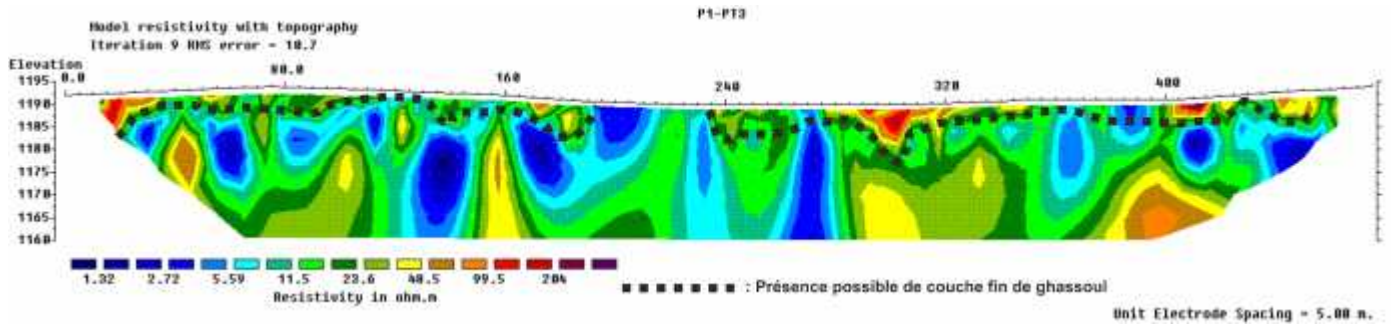 P1-PT3
Model resistivity with topography
Iteration 9 RMS error = 10.7
Elevation
0.0 80.0 160 240 320 400
1195
1190
1185
1180
1175
1170
1165
1160
1.32 2.72 5.59 11.5 23.6 48.5 99.5 204
Resistivity in ohm.m
: Présence possible de couche fin de ghassoul
Unit Electrode Spacing = 5.00 m.